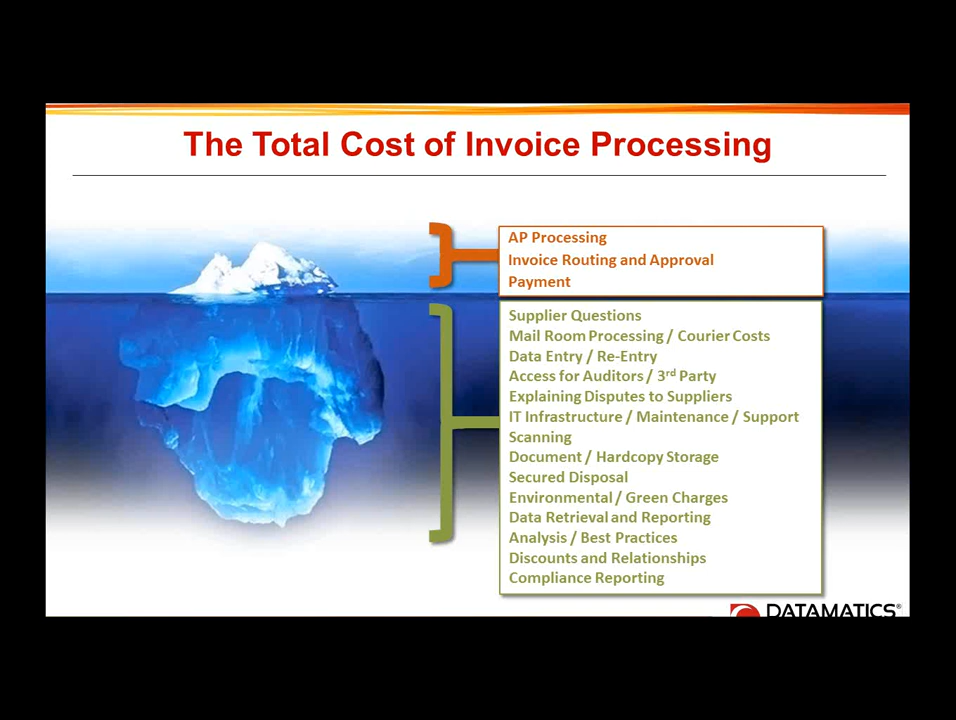 The Total Cost of Invoice Processing
AP Processing
Invoice Routing and Approval
Payment
Supplier Questions
Mail Room Processing / Courier Costs
Data Entry / Re-Entry
Access for Auditors / 3rd Party
Explaining Disputes to Suppliers
IT Infrastructure / Maintenance / Support
Scanning
Document / Hardcopy Storage
Secured Disposal
Environmental / Green Charges
Data Retrieval and Reporting
Analysis / Best Practices
Discounts and Relationships
Compliance Reporting
DATAMATICS®